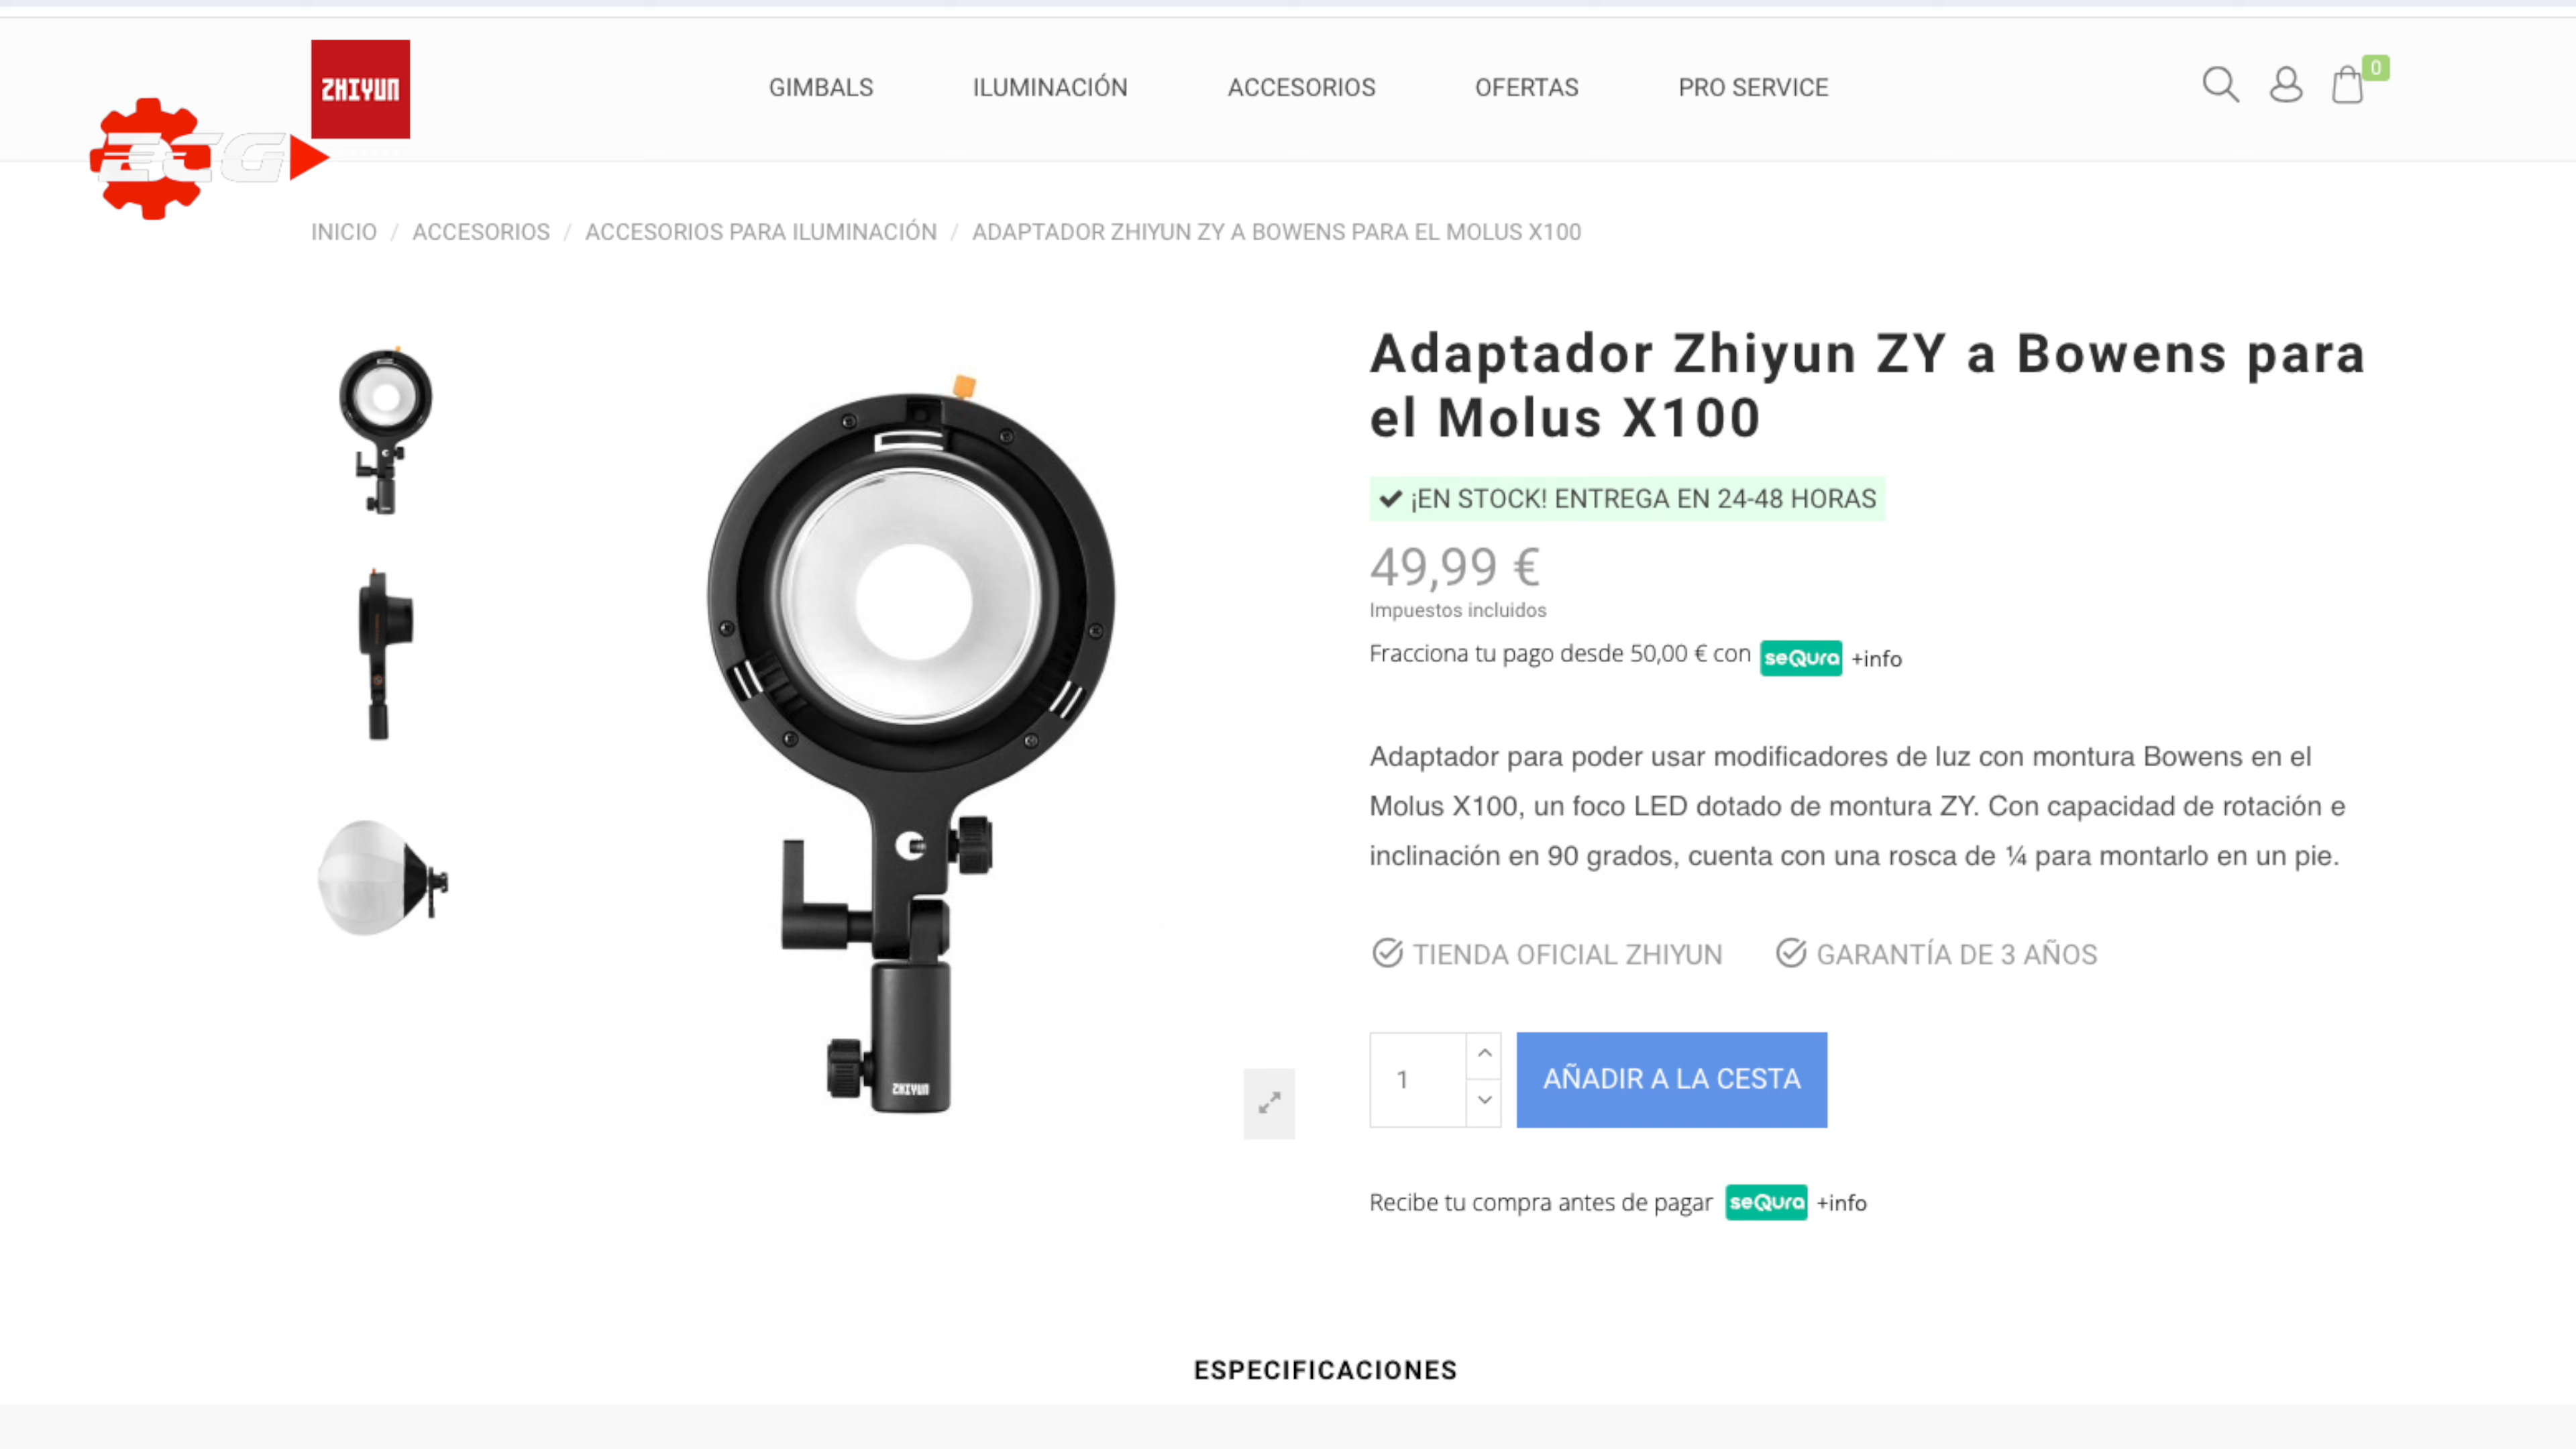 ZHIYUN
GIMBALS
ILUMINACIÓN
ACCESORIOS
OFERTAS
PRO SERVICE
0
ECG
INICIO / ACCESORIOS / ACCESORIOS PARA ILUMINACIÓN / ADAPTADOR ZHIYUN ZY A BOWENS PARA EL MOLUS X100
Adaptador Zhiyun ZY a Bowens para
el Molus X100
¡EN STOCK! ENTREGA EN 24-48 HORAS
49,99 €
Impuestos incluidos
Fracciona tu pago desde 50,00 € con seQura +info
Adaptador para poder usar modificadores de luz con montura Bowens en el
Molus X100, un foco LED dotado de montura ZY. Con capacidad de rotación e
inclinación en 90 grados, cuenta con una rosca de ¼ para montarlo en un pie.
TIENDA OFICIAL ZHIYUN
GARANTÍA DE 3 AÑOS
1
AÑADIR A LA CESTA
ZHIYUN
Recibe tu compra antes de pagar seQura +info
ESPECIFICACIONES